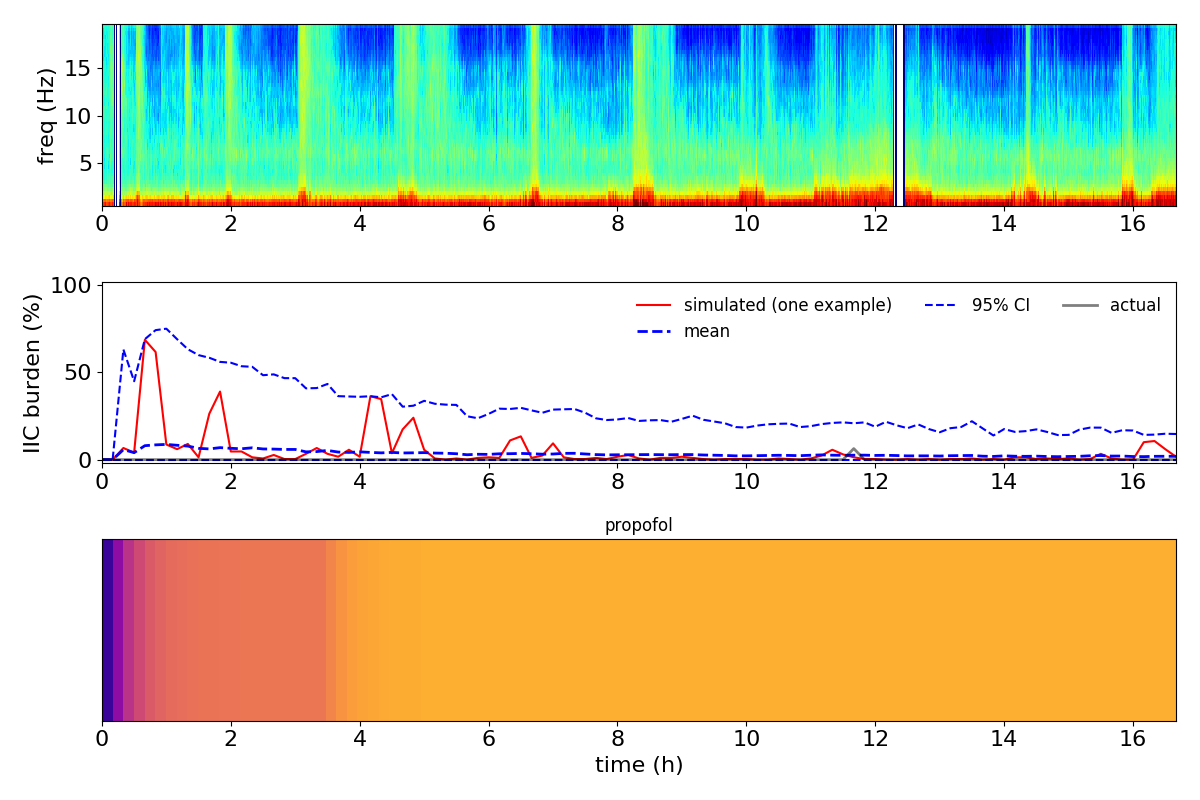 freq (Hz)
15
10
5
0 2 4 6 8 10 12 14 16
IIC burden (%)
100
50
0
simulated (one example)
mean
95% CI
actual
0 2 4 6 8 10 12 14 16
propofol
0 2 4 6 8 10 12 14 16
time (h)